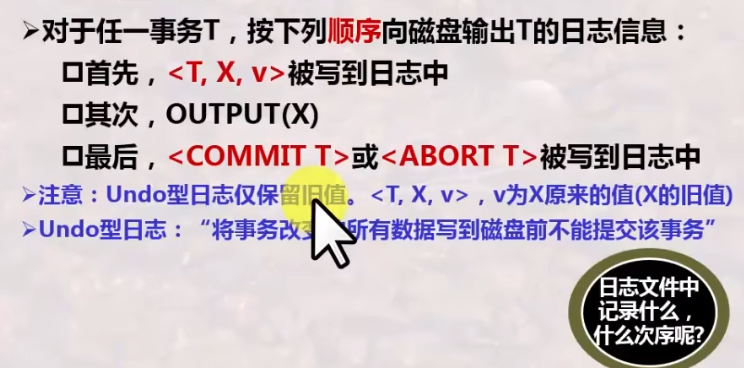 ➢对于任一事务T，按下列顺序向磁盘输出T的日志信息：
□首先，<T, X, v>被写到日志中
□其次，OUTPUT(X)
□最后，<COMMIT T>或<ABORT T>被写到日志中
➢注意：Undo型日志仅保留旧值。<T, X, v>，v为X原来的值(X的旧值)
➢Undo型日志：“将事务改变 所有数据写到磁盘前不能提交该事务”
日志文件中
记录什么，
什么次序呢?